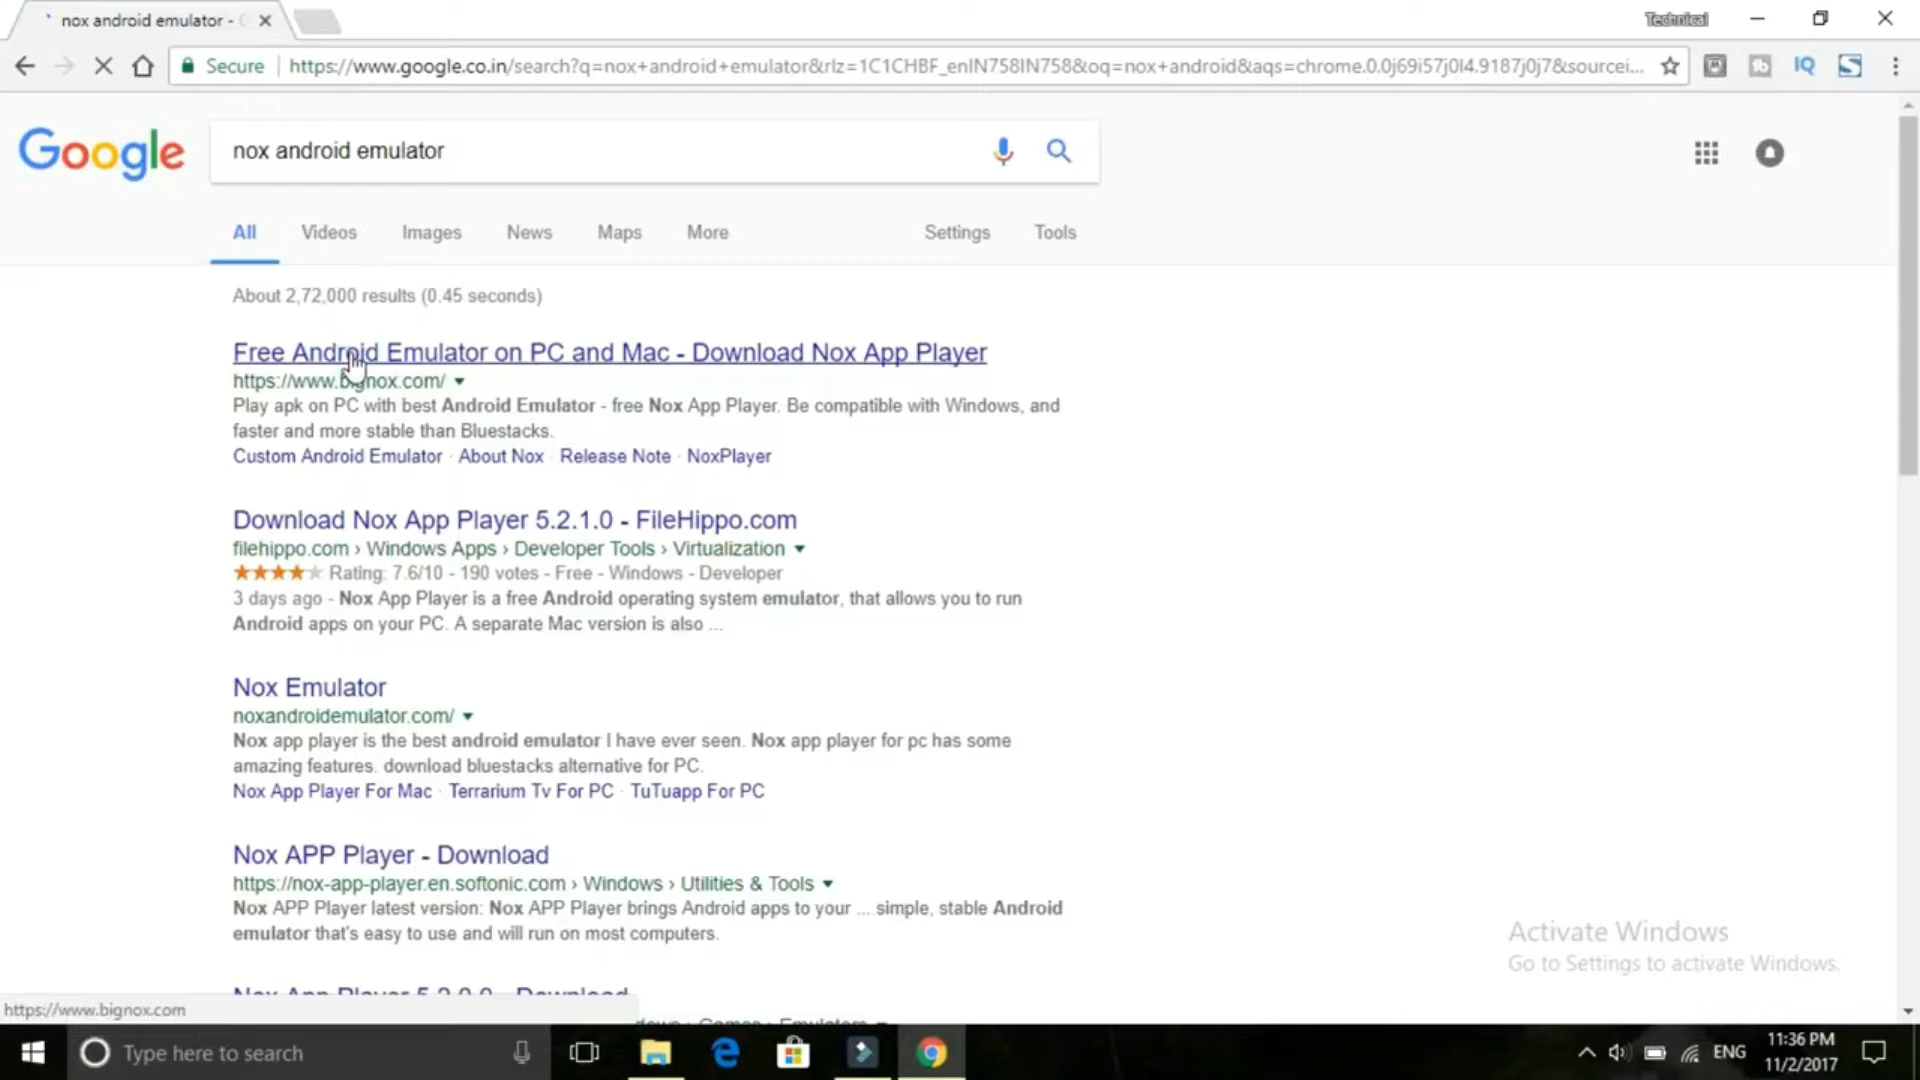 nox android emulator -
Technical
Secure
https://www.google.co.in/search?q=nox+android+emulator&rlz=1C1CHBF_enIN758IN758&oq=nox+android&aqs=chrome.0.0j69i57j0l4.9187j0j7&sourcei...
IQ
Google
nox android emulator
All Videos Images News Maps More Settings Tools
About 2,72,000 results (0.45 seconds)
Free Android Emulator on PC and Mac - Download Nox App Player
https://www.bignox.com/
Play apk on PC with best Android Emulator - free Nox App Player. Be compatible with Windows, and
faster and more stable than Bluestacks.
Custom Android Emulator · About Nox · Release Note · NoxPlayer
Download Nox App Player 5.2.1.0 - FileHippo.com
filehippo.com › Windows Apps › Developer Tools › Virtualization
Rating: 7.6/10 - 190 votes - Free - Windows - Developer
3 days ago - Nox App Player is a free Android operating system emulator, that allows you to run
Android apps on your PC. A separate Mac version is also ...
Nox Emulator
noxandroidemulator.com/
Nox app player is the best android emulator I have ever seen. Nox app player for pc has some
amazing features. download bluestacks alternative for PC.
Nox App Player For Mac · Terrarium Tv For PC · TuTuapp For PC
Nox APP Player - Download
https://nox-app-player.en.softonic.com › Windows › Utilities & Tools
Nox APP Player latest version: Nox APP Player brings Android apps to your ... simple, stable Android
emulator that's easy to use and will run on most computers.
Nox App Player 5.2.0.0 - Download
Activate Windows
Go to Settings to activate Windows.
https://www.bignox.com
Type here to search
ENG
11:36 PM
11/2/2017